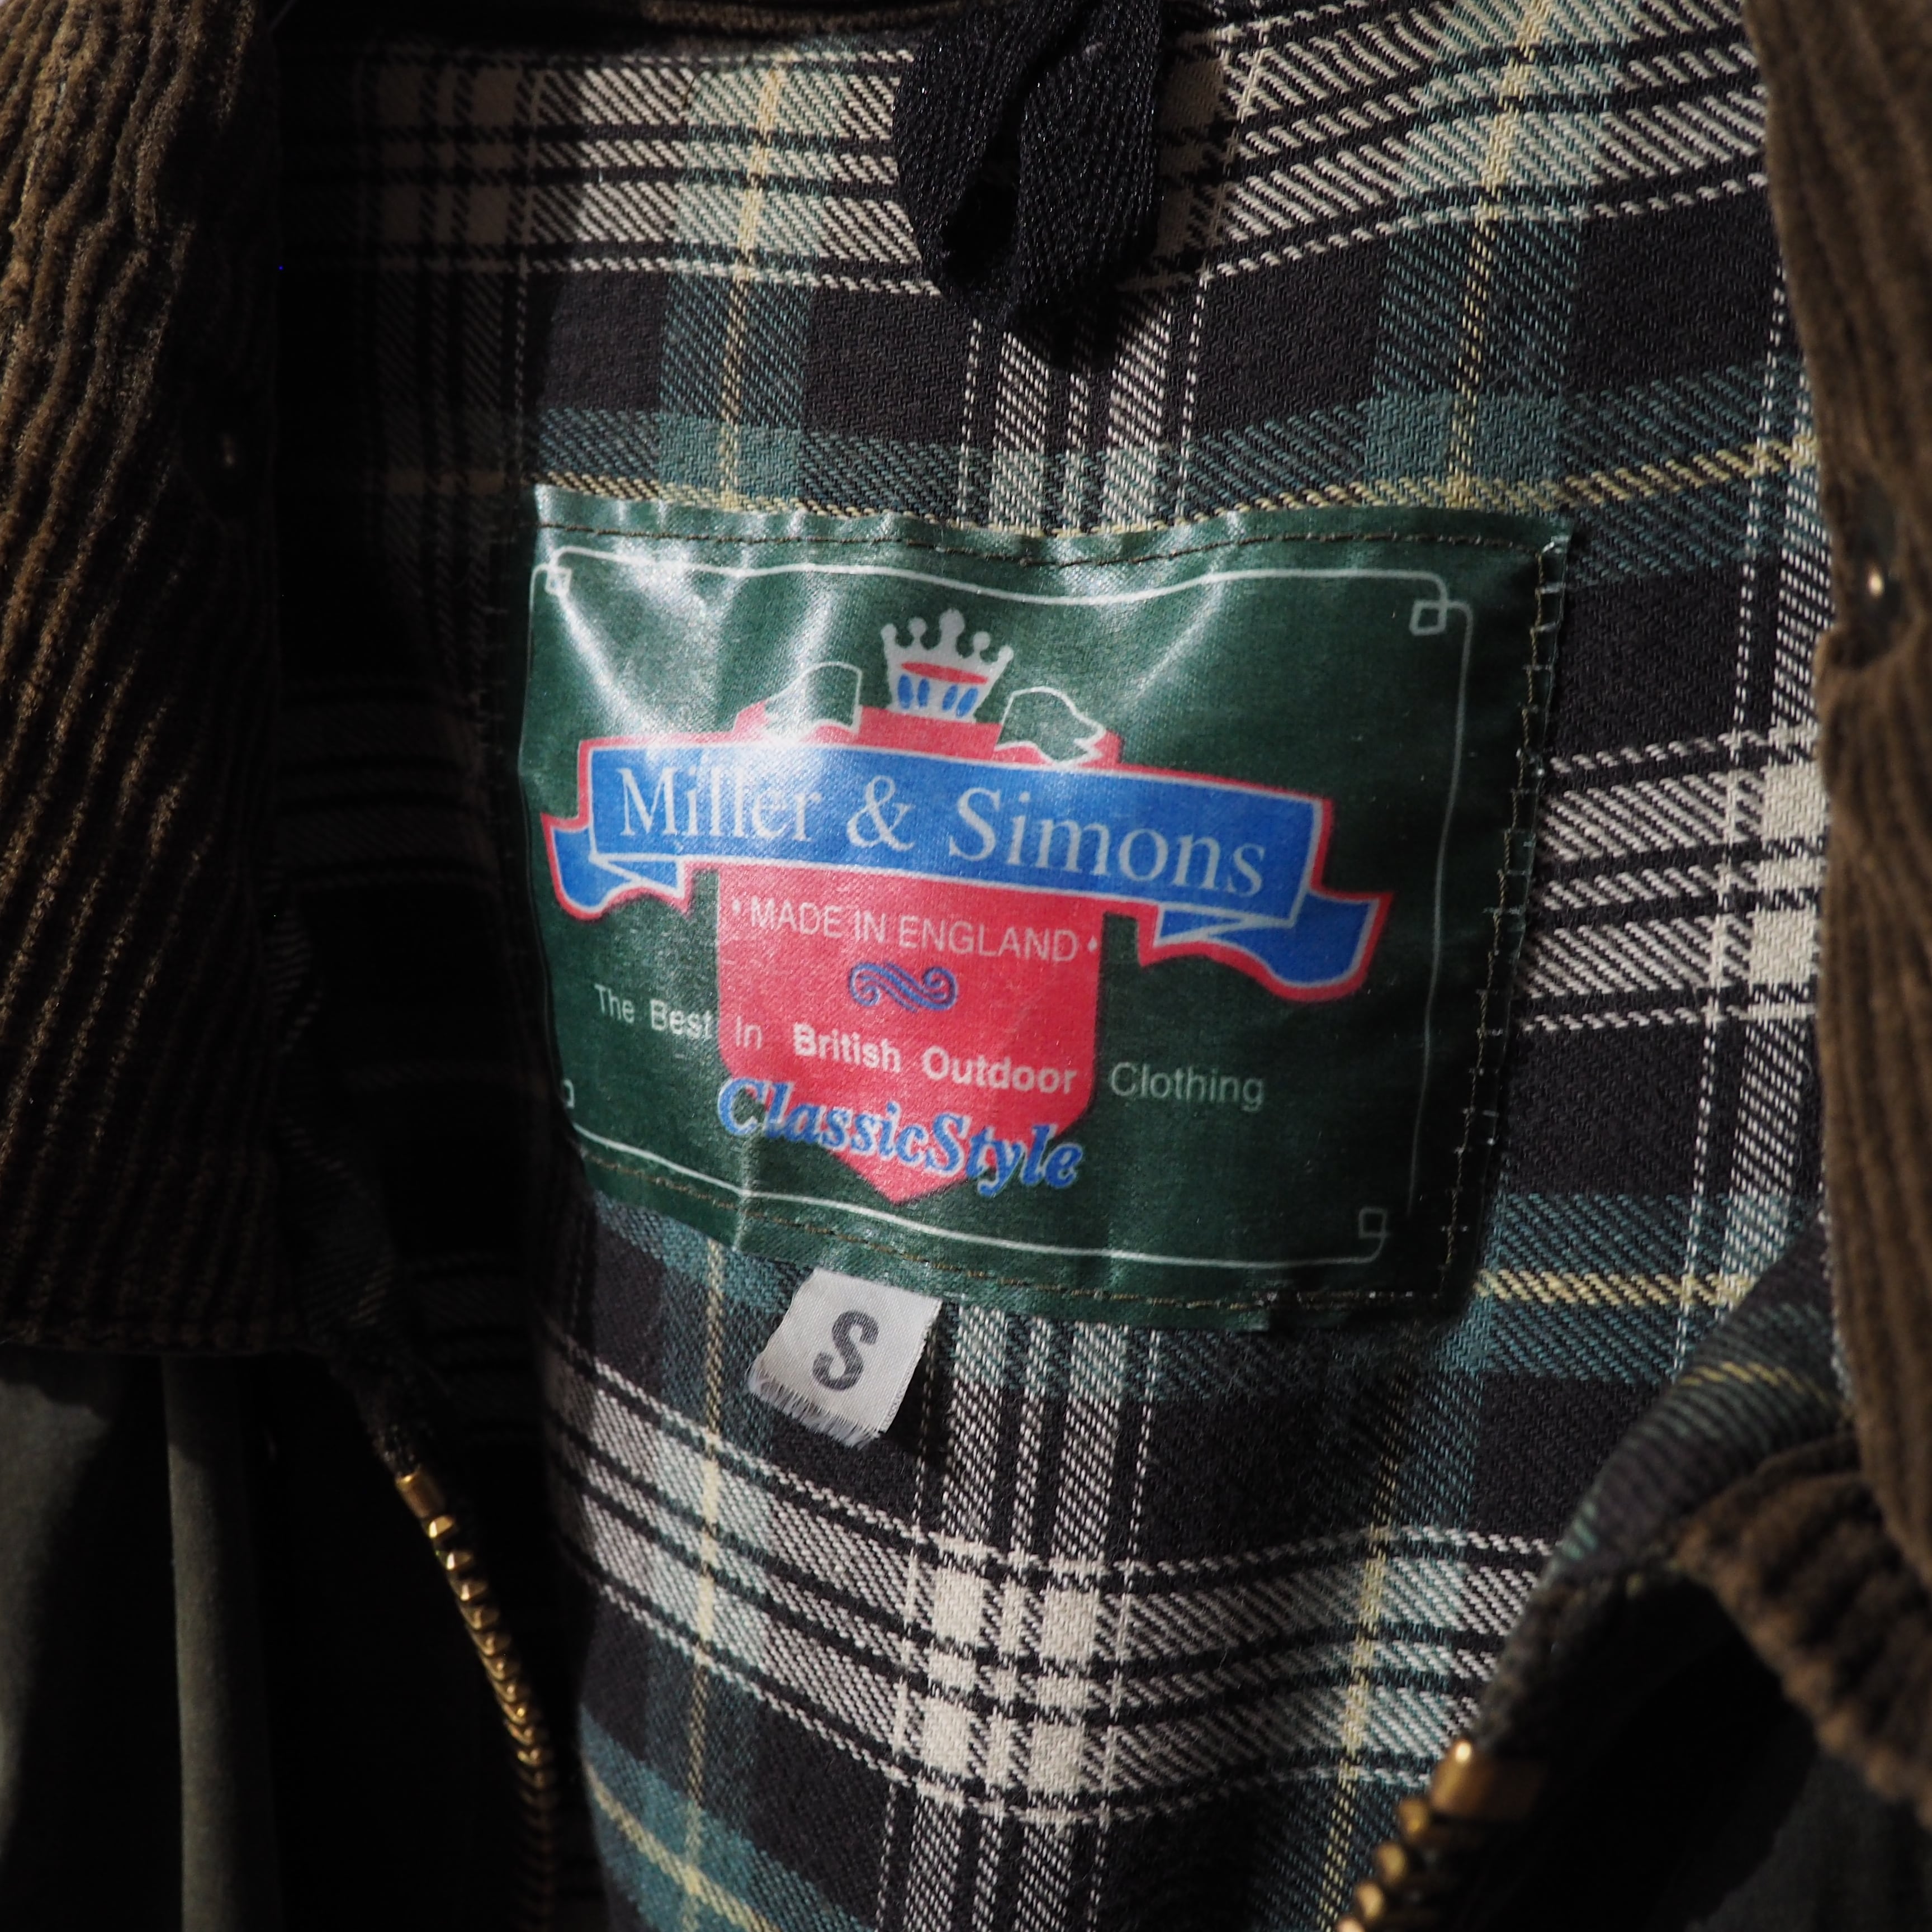 Miller & Simons
• MADE IN ENGLAND •
The Best In British Outdoor Clothing
ClassicStyle
S